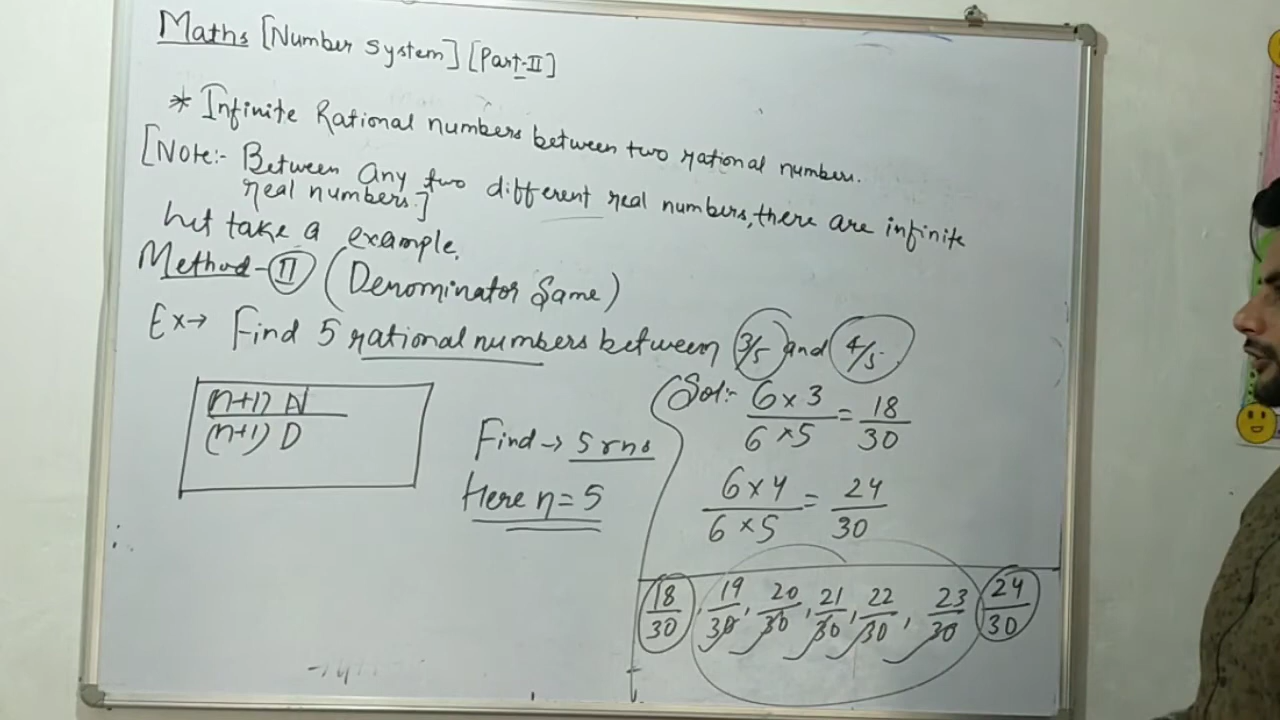 Maths [Number System] [Part-II]
* Infinite Rational numbers between two rational numbers.
[Note:- Between any two different real numbers, there are infinite
real numbers.]
Let take a example.
Method-II (Denominator Same)
Ex→ Find 5 rational numbers between 3/5 and 4/5
(n+1) N
(n+1) D
Find → 5 rns
Here n = 5
Sol:- 6 x 3 / 6 x 5 = 18/30
6 x 4 / 6 x 5 = 24/30
18/30, 19/30, 20/30, 21/30, 22/30, 23/30 24/30